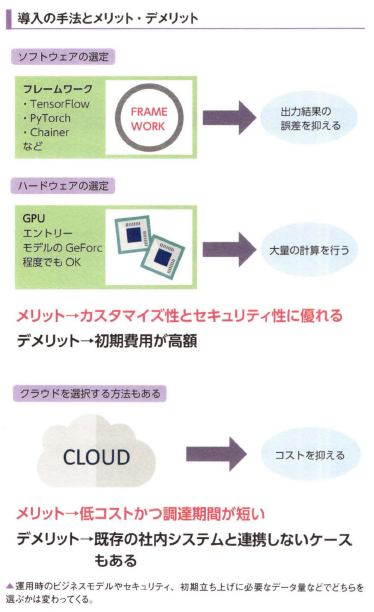 導入の手法とメリット・デメリット
ソフトウェアの選定
フレームワーク
・TensorFlow
・PyTorch
・Chainer
など
FRAME
WORK
出力結果の
誤差を抑える
ハードウェアの選定
GPU
エントリー
モデルの GeForc
程度でも OK
大量の計算を行う
メリット→カスタマイズ性とセキュリティ性に優れる
デメリット→初期費用が高額
クラウドを選択する方法もある
CLOUD
コストを抑える
メリット→低コストかつ調達期間が短い
デメリット→既存の社内システムと連携しないケース
もある
▲運用時のビジネスモデルやセキュリティ、初期立ち上げに必要なデータ量などでどちらを
選ぶかは変わってくる。